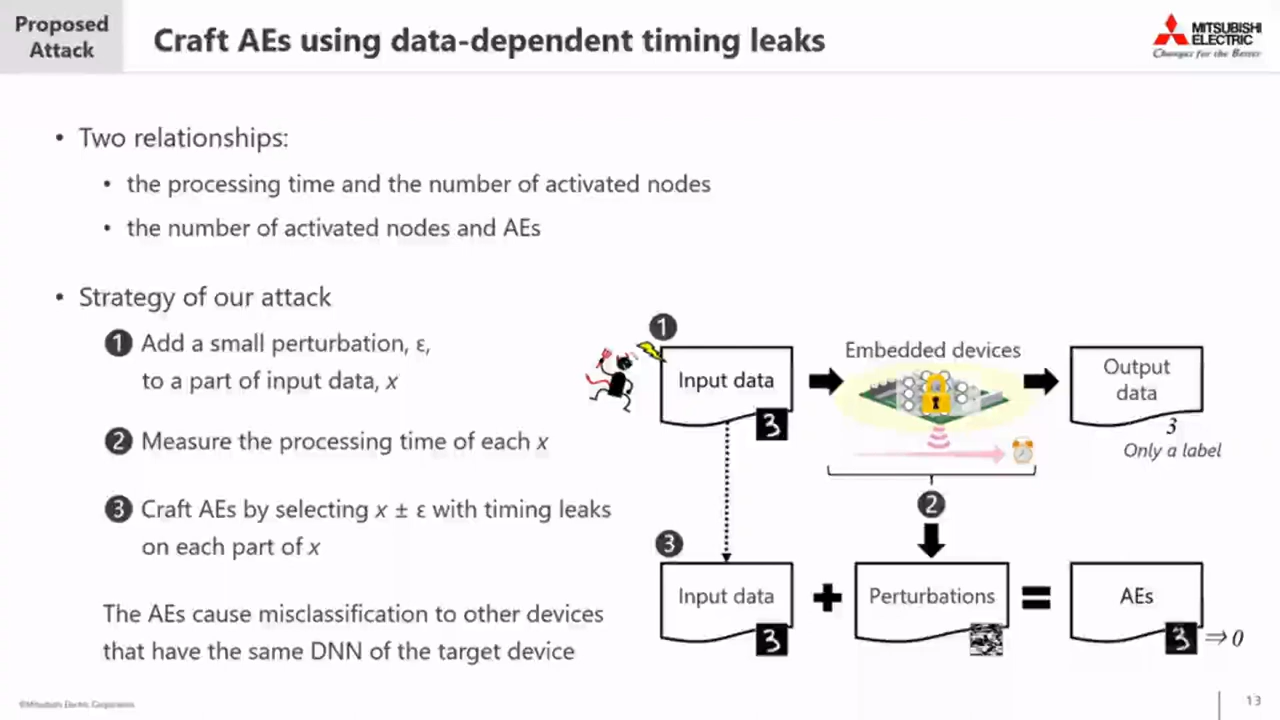 Proposed
Attack
Craft AEs using data-dependent timing leaks
MITSUBISHI
ELECTRIC
Changes for the Better
• Two relationships:
• the processing time and the number of activated nodes
• the number of activated nodes and AEs
• Strategy of our attack
1 Add a small perturbation, ε,
to a part of input data, x
2 Measure the processing time of each x
3 Craft AEs by selecting x ± ε with timing leaks
on each part of x
The AEs cause misclassification to other devices
that have the same DNN of the target device
1
Input data
3
Embedded devices
Output
data
3
Only a label
2
3
Input data
3
+
Perturbations
=
AEs
3
⇒ 0
©Mitsubishi Electric Corporation
13